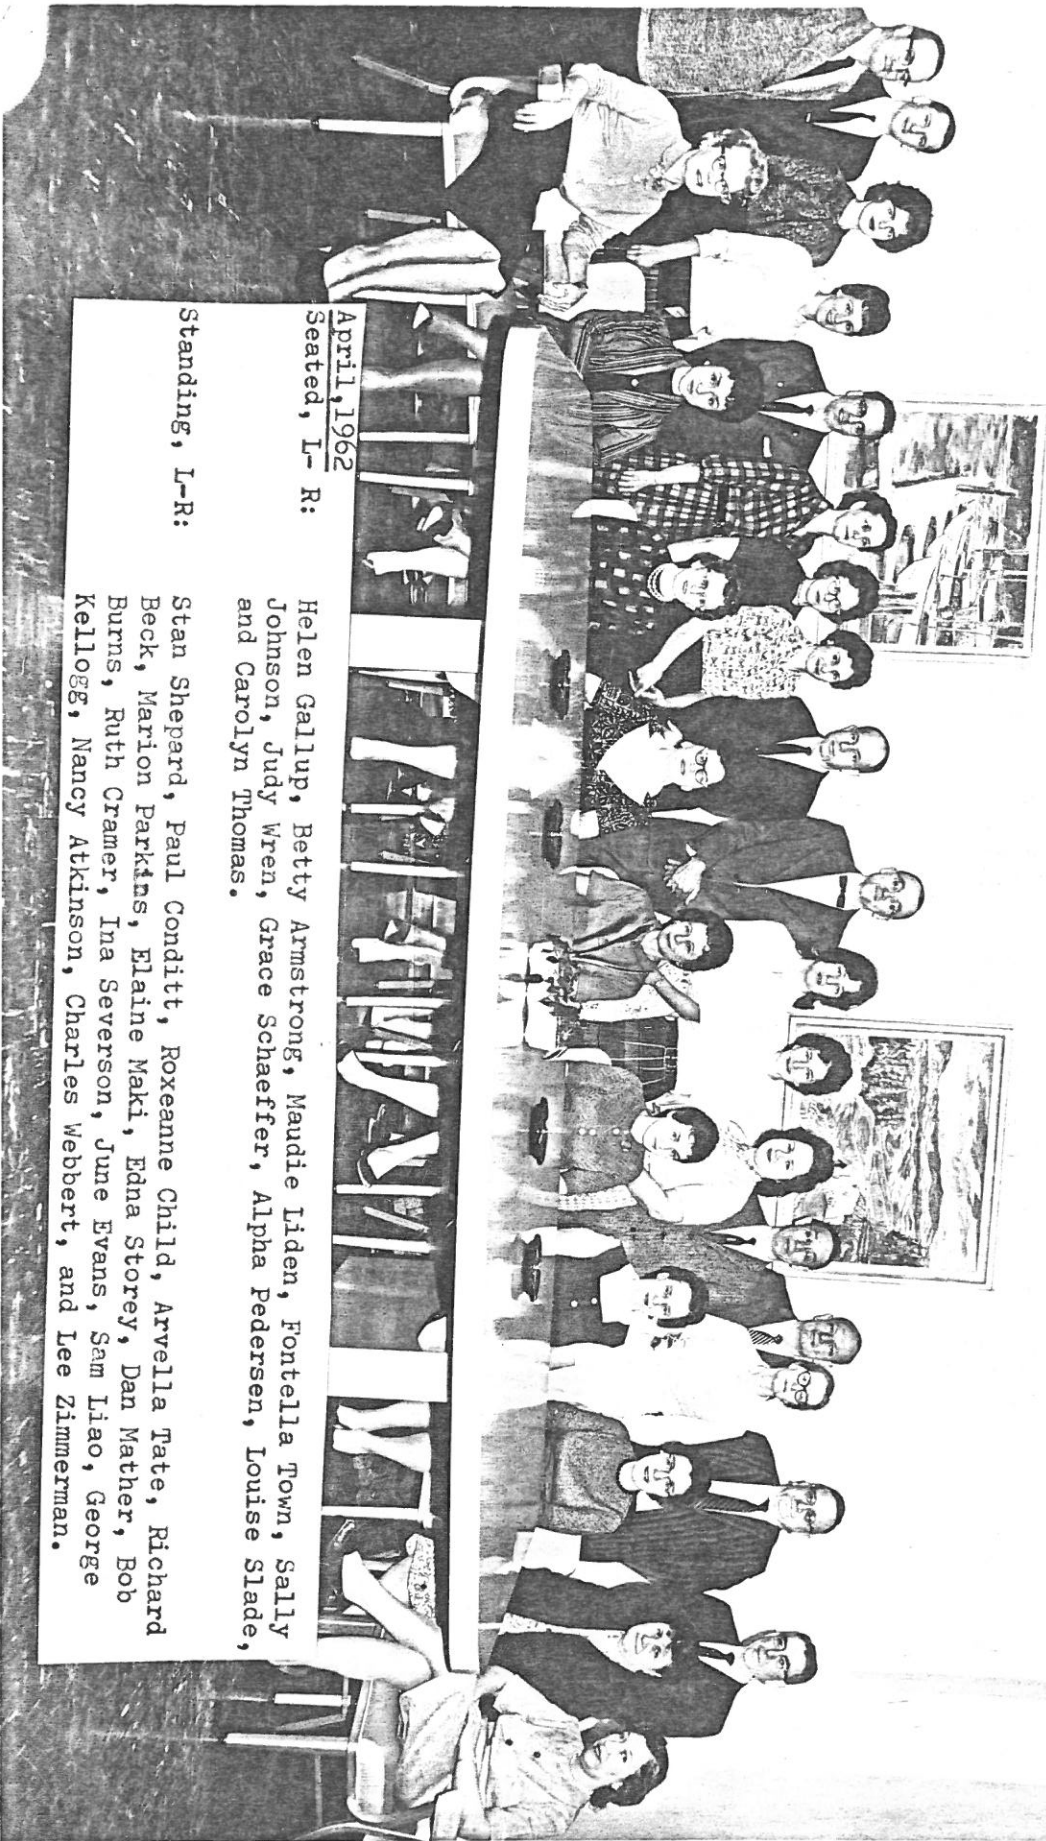 April,1962
Seated, L- R: Helen Gallup, Betty Armstrong, Maudie Liden, Fontella Town, Sally
Johnson, Judy Wren, Grace Schaeffer, Alpha Pedersen, Louise Slade,
and Carolyn Thomas.
Standing, L-R: Stan Shepard, Paul Conditt, Roxeanne Child, Arvella Tate, Richard
Beck, Marion Parkins, Elaine Maki, Edna Storey, Dan Mather, Bob
Burns, Ruth Cramer, Ina Severson, June Evans, Sam Liao, George
Kellogg, Nancy Atkinson, Charles Webbert, and Lee Zimmerman.